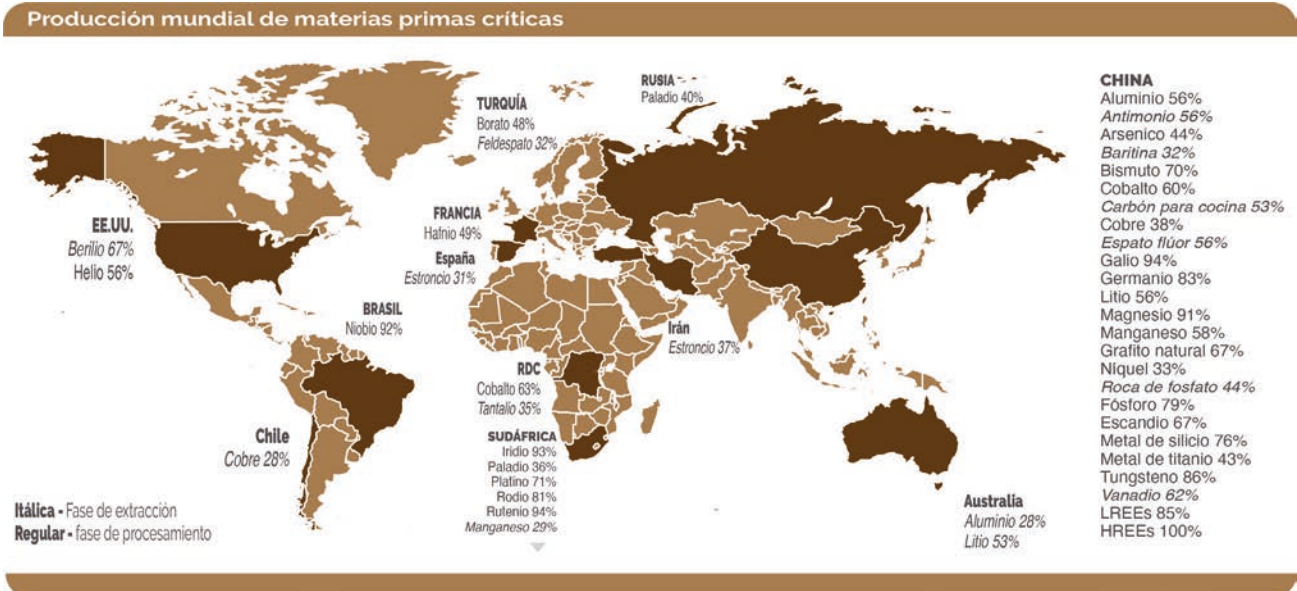 Producción mundial de materias primas críticas
RUSIA
Paladio 40%
TURQUÍA
Borato 48%
Feldespato 32%
FRANCIA
Hafnio 49%
España
Estroncio 31%
EE.UU.
Berilio 67%
Helio 56%
BRASIL
Niobio 92%
Irán
Estroncio 37%
RDC
Cobalto 63%
Tantalio 35%
Chile
Cobre 28%
SUDÁFRICA
Iridio 93%
Paladio 36%
Platino 71%
Rodio 81%
Rutenio 94%
Manganeso 29%
Australia
Aluminio 28%
Litio 53%
CHINA
Aluminio 56%
Antimonio 56%
Arsenico 44%
Baritina 32%
Bismuto 70%
Cobalto 60%
Carbón para cocina 53%
Cobre 38%
Espato flúor 56%
Galio 94%
Germanio 83%
Litio 56%
Magnesio 91%
Manganeso 58%
Grafito natural 67%
Níquel 33%
Roca de fosfato 44%
Fósforo 79%
Escandio 67%
Metal de silicio 76%
Metal de titanio 43%
Tungsteno 86%
Vanadio 62%
LREEs 85%
HREEs 100%
Itálica - Fase de extracción
Regular - fase de procesamiento